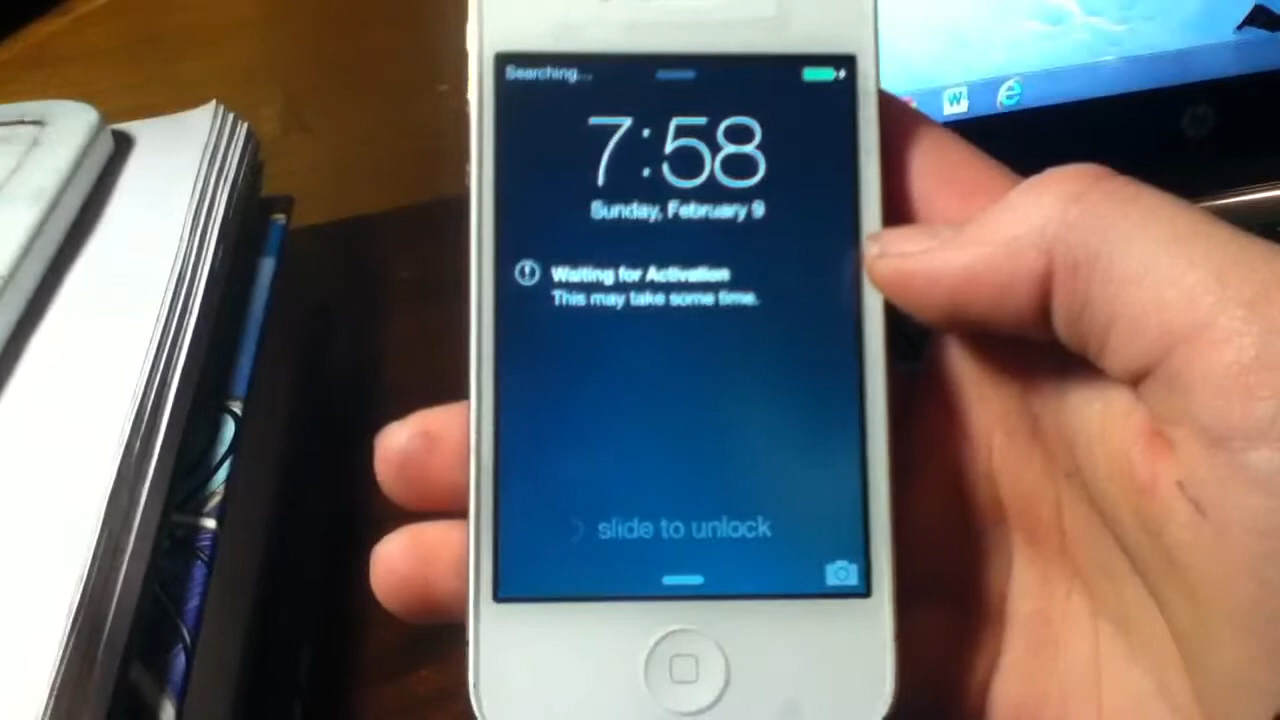 Searching...
7:58
Sunday, February 9
Waiting for Activation
This may take some time.
slide to unlock
W